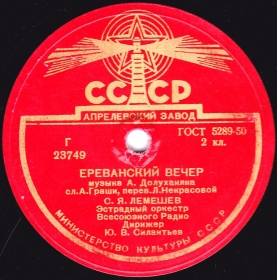 СССР
АПРЕЛЕВСКИЙ ЗАВОД
Г
23749
ГОСТ 5289-50
2 кл.
ЕРЕВАНСКИЙ ВЕЧЕР
музыка А. Долуханяна
сл. А. Граши, перев. Л. Некрасовой
С. Я. ЛЕМЕШЕВ
Эстрадный оркестр
Всесоюзного Радио
Дирижер
Ю. В. Силантьев
МИНИСТЕРСТВО КУЛЬТУРЫ СССР